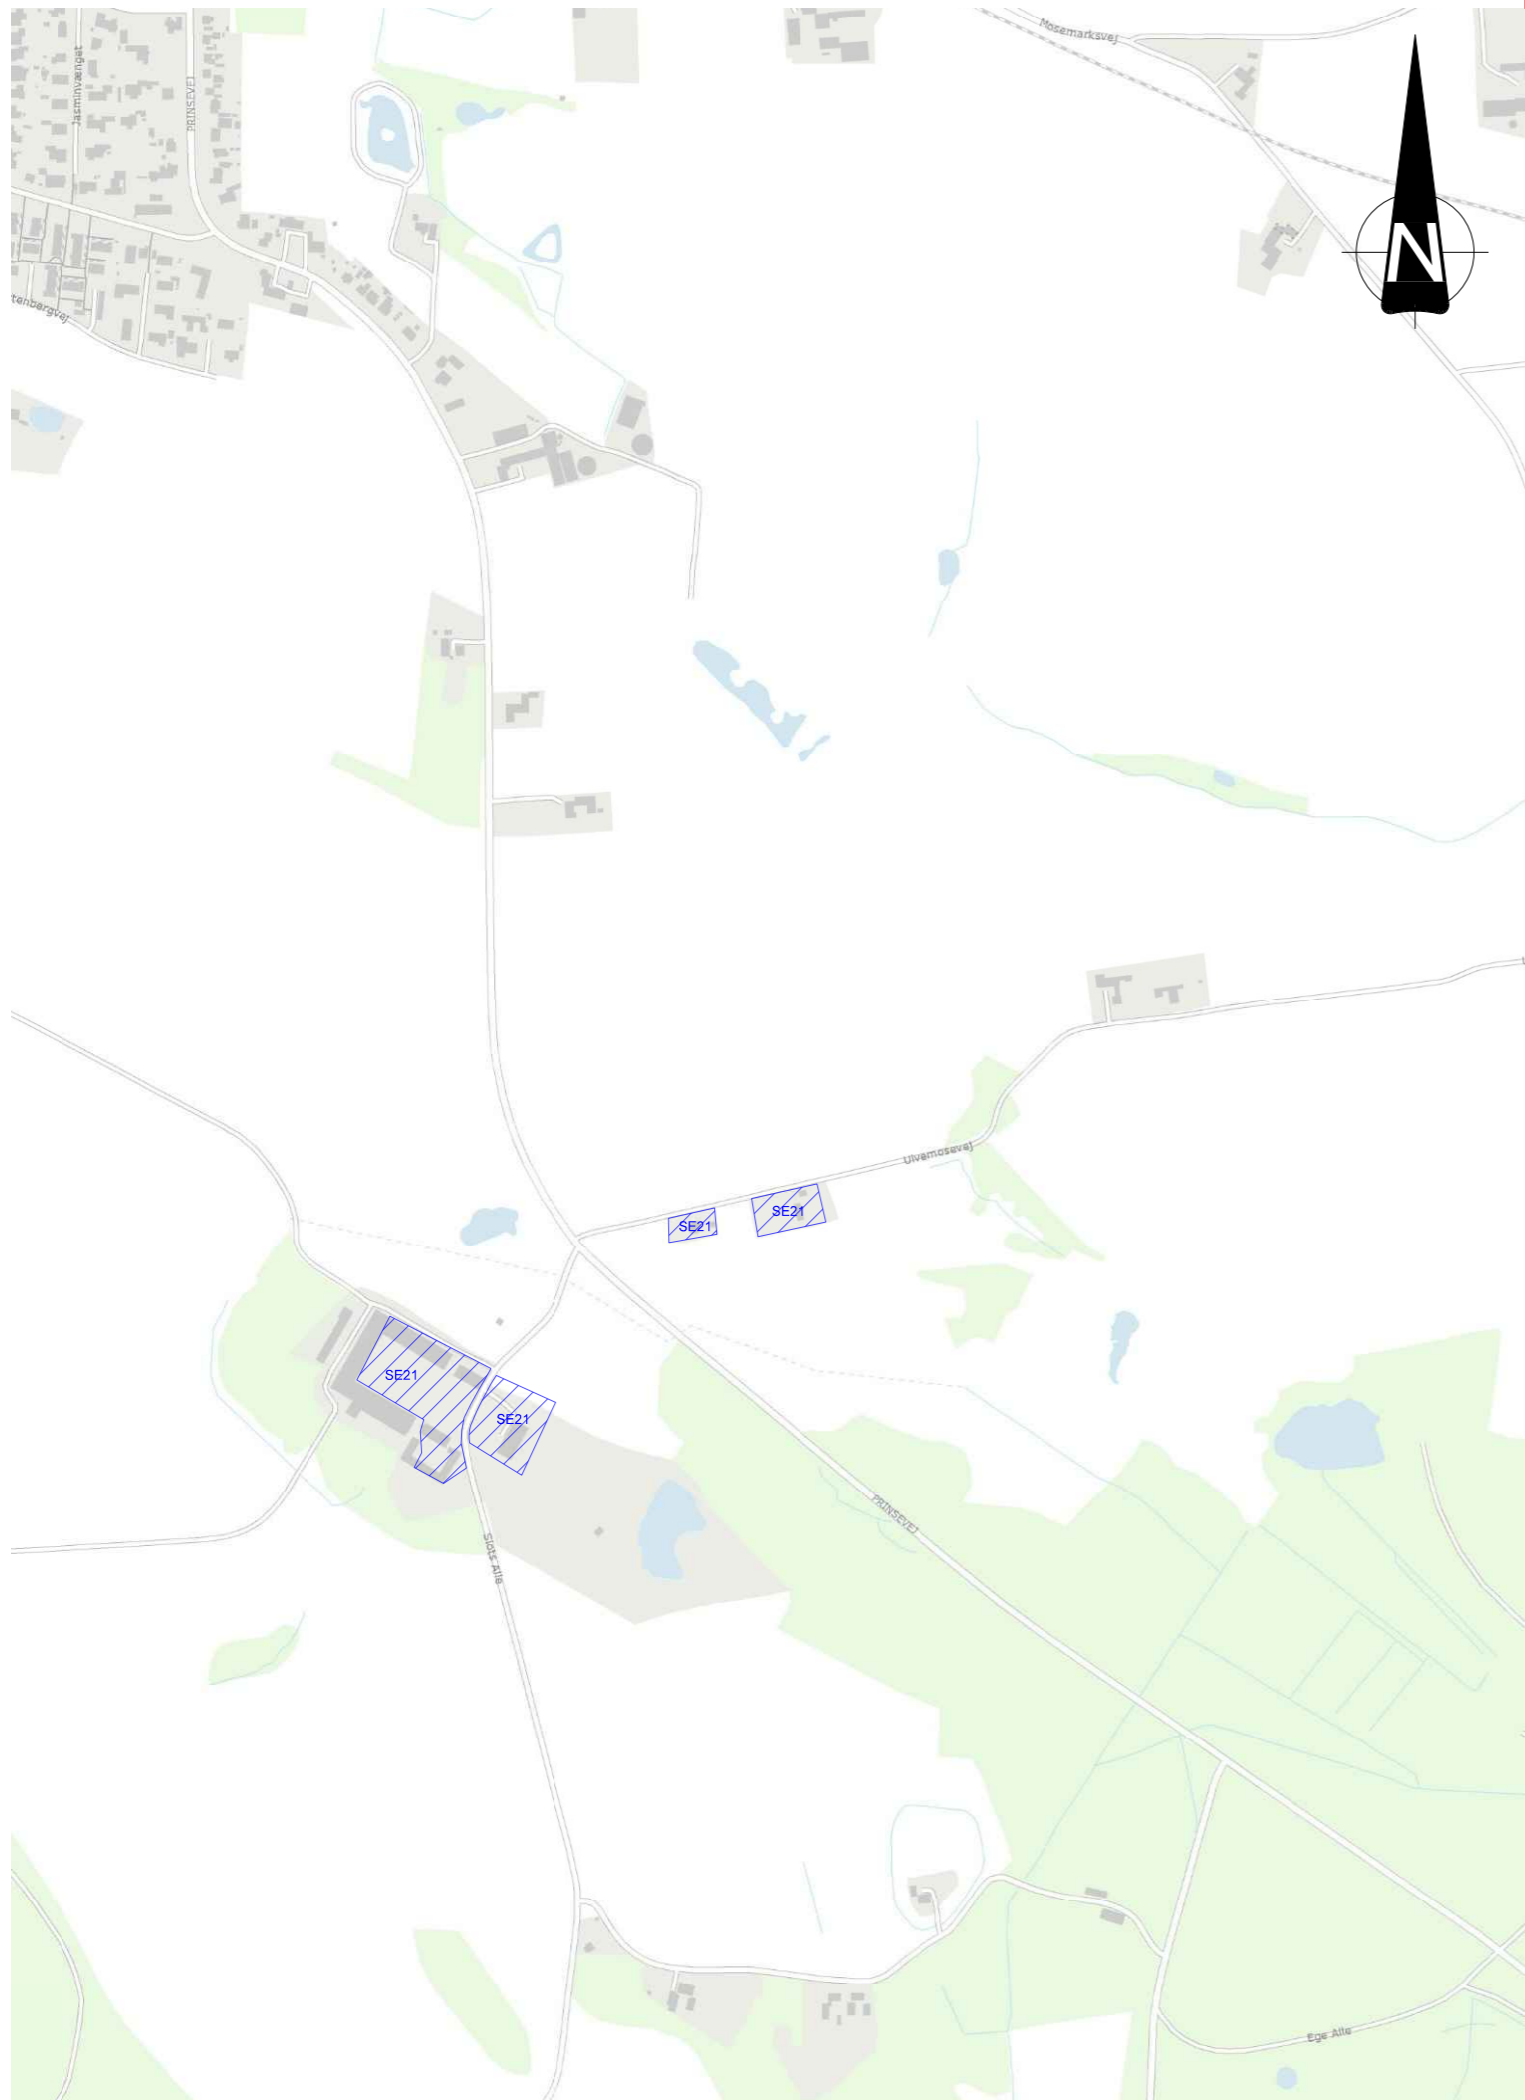 Mosemarksvej
Jasminvænget
PRINSEVEJ
N
tenbergvej
Ulvemosevej
SE21
SE21
SE21
SE21
PRINSEVEJ
Slots Alle
Ege Alle